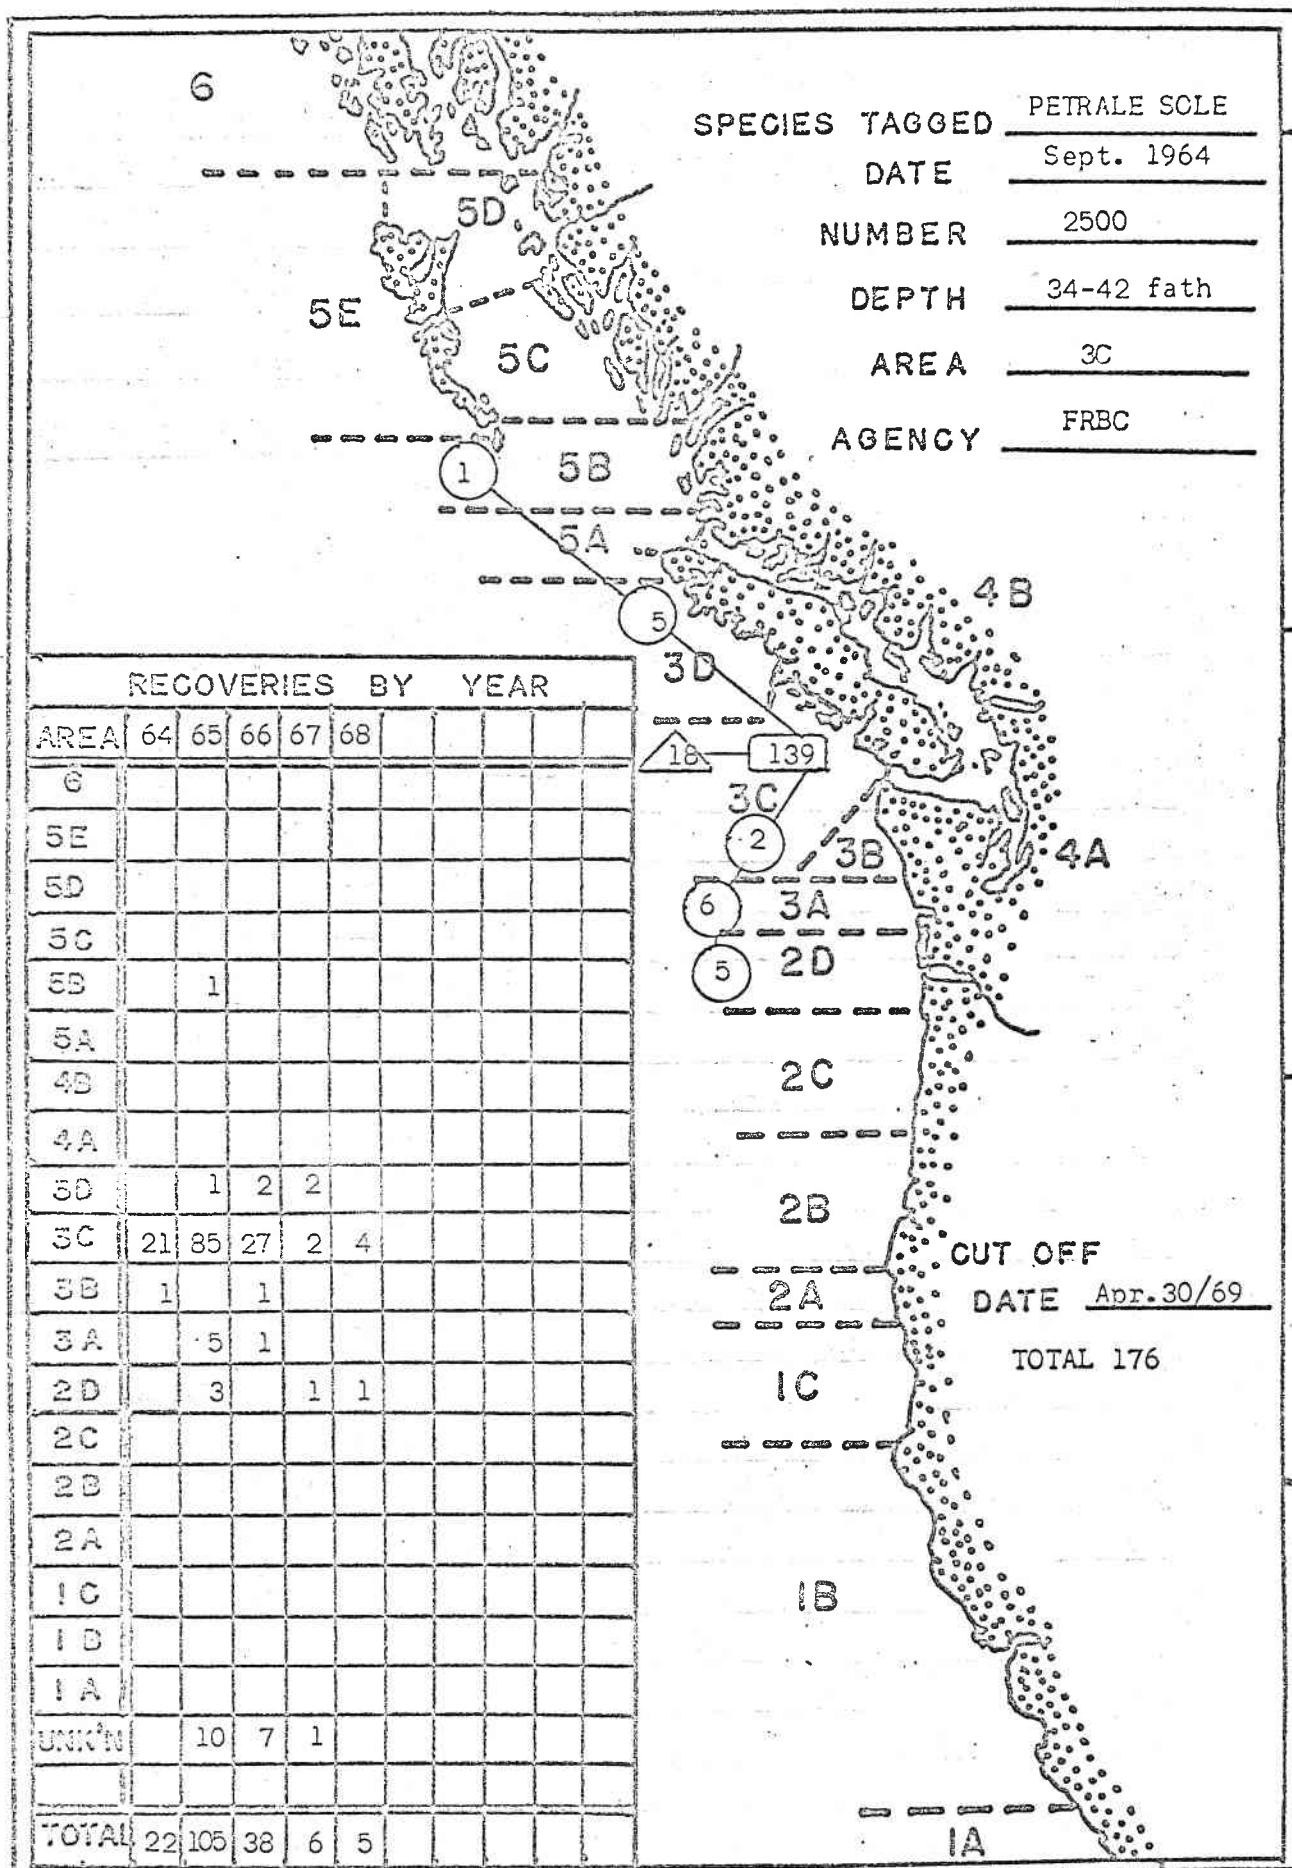 SPECIES TAGGED PETRALE SOLE
DATE Sept. 1964
NUMBER 2500
DEPTH 34-42 fath
AREA 3C
AGENCY FRBC
6
5D
5E
5C
5B
1
5A
4B
5
3D
18 139
3C
2 3B 4A
6 3A
5 2D
2C
2B
2A
1C
1B
1A
CUT OFF
DATE Apr.30/69
TOTAL 176
RECOVERIES BY YEAR
AREA 64 65 66 67 68
6
5E
5D
5C
5B 1
5A
4B
4A
3D 1 2 2
3C 21 85 27 2 4
3B 1 1
3A 5 1
2D 3 1 1
2C
2B
2A
1C
1B
1A
UNK'N 10 7 1
TOTAL 22 105 38 6 5